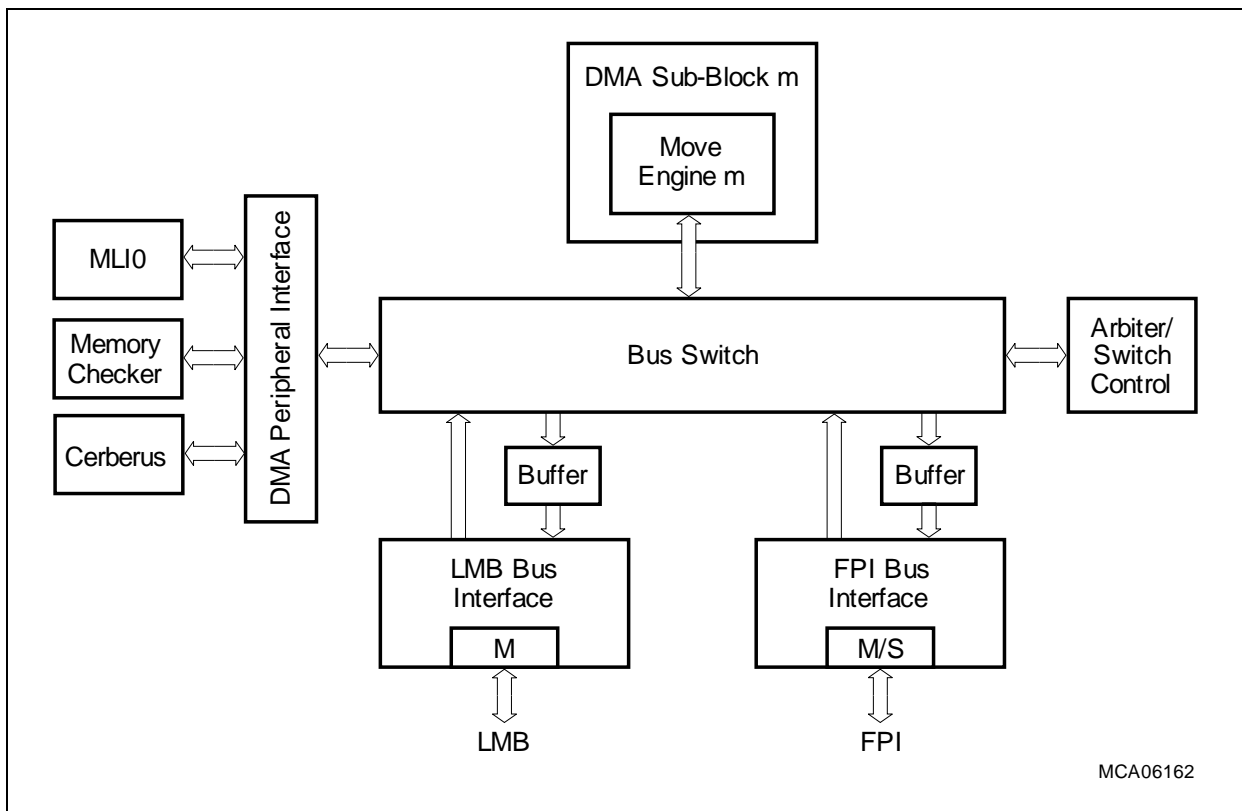 DMA Sub-Block m
Move
Engine m
DMA Peripheral Interface
MLI0
Memory
Checker
Cerberus
Bus Switch
Arbiter/
Switch
Control
Buffer
Buffer
LMB Bus
Interface
M
FPI Bus
Interface
M/S
LMB
FPI
MCA06162